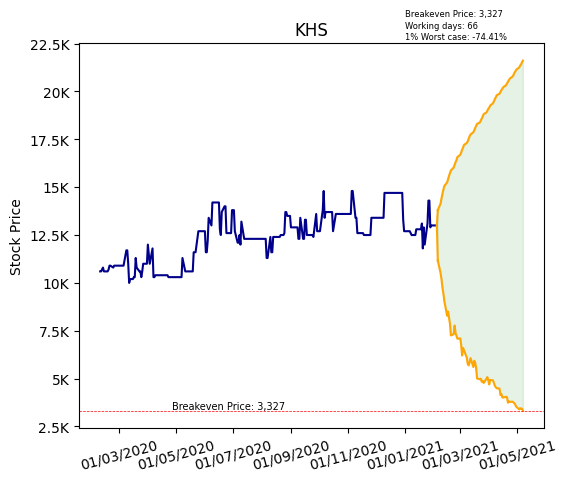 Breakeven Price: 3,327
Working days: 66
1% Worst case: -74.41%
KHS
Stock Price
22.5K
20K
17.5K
15K
12.5K
10K
7.5K
5K
2.5K
Breakeven Price: 3,327
01/03/2020
01/05/2020
01/07/2020
01/09/2020
01/11/2020
01/01/2021
01/03/2021
01/05/2021